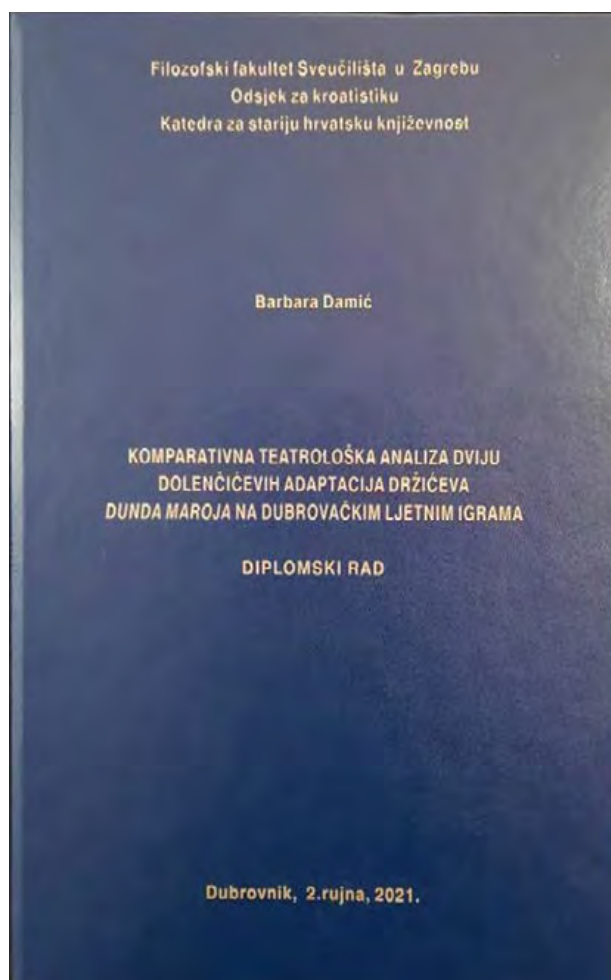 Filozofski fakultet Sveučilišta u Zagrebu
Odsjek za kroatistiku
Katedra za stariju hrvatsku književnost
Barbara Damić
KOMPARATIVNA TEATROLOŠKA ANALIZA DVIJU
DOLENČIĆEVIH ADAPTACIJA DRŽIĆEVA
DUNDA MAROJA NA DUBROVAČKIM LJETNIM IGRAMA
DIPLOMSKI RAD
Dubrovnik, 2.rujna, 2021.